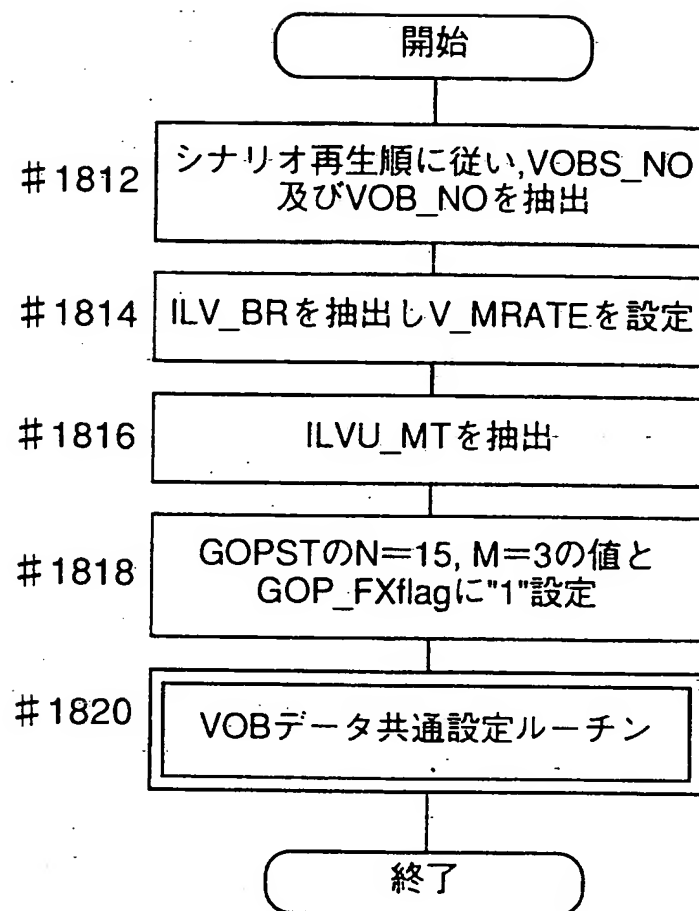 開始
#1812
シナリオ再生順に従い,VOBS_NO
及びVOB_NOを抽出
#1814
ILV_BRを抽出しV_MRATEを設定
#1816
ILVU_MTを抽出
#1818
GOPSTのN=15, M=3の値と
GOP_FXflagに"1"設定
#1820
VOBデータ共通設定ルーチン
終了